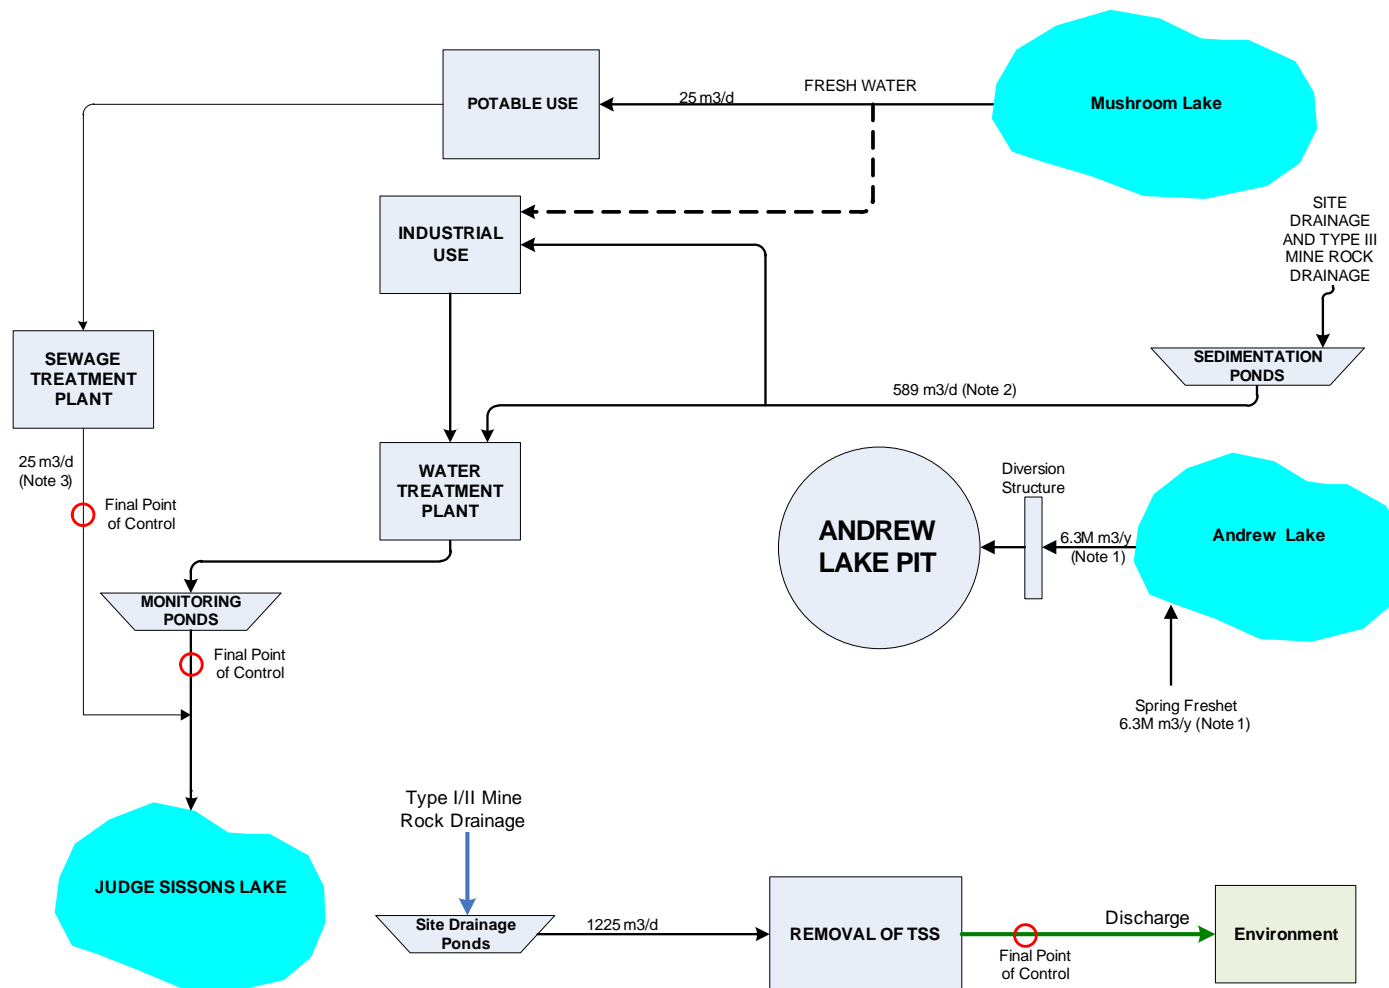 FRESH WATER
25 m3/d
POTABLE USE
Mushroom Lake
INDUSTRIAL
USE
SITE
DRAINAGE
AND TYPE III
MINE ROCK
DRAINAGE
SEWAGE
TREATMENT
PLANT
SEDIMENTATION
PONDS
589 m3/d (Note 2)
25 m3/d
(Note 3)
Final Point
of Control
WATER
TREATMENT
PLANT
Diversion
Structure
ANDREW
LAKE PIT
6.3M m3/y
(Note 1)
Andrew Lake
MONITORING
PONDS
Final Point
of Control
Spring Freshet
6.3M m3/y (Note 1)
Type I/II Mine
Rock Drainage
JUDGE SISSONS LAKE
Site Drainage
Ponds
1225 m3/d
REMOVAL OF TSS
Discharge
Final Point
of Control
Environment